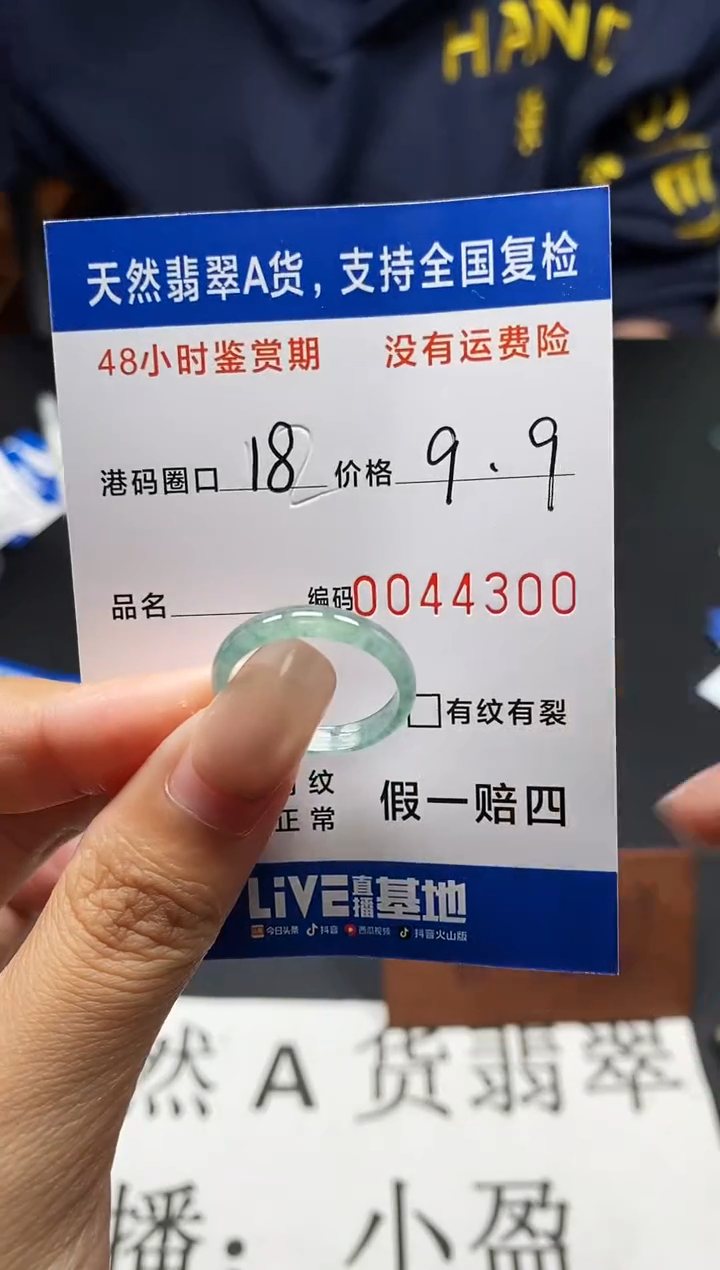 HAND
天然翡翠A货，支持全国复检
48小时鉴赏期 没有运费险
港码圈口 18 价格 9.9
品名 编码 0044300
有纹有裂
纹
正常
假一赔四
LiVE直播基地
今日头条 抖音 西瓜视频 抖音火山版
然 A 货翡翠
播：小盈